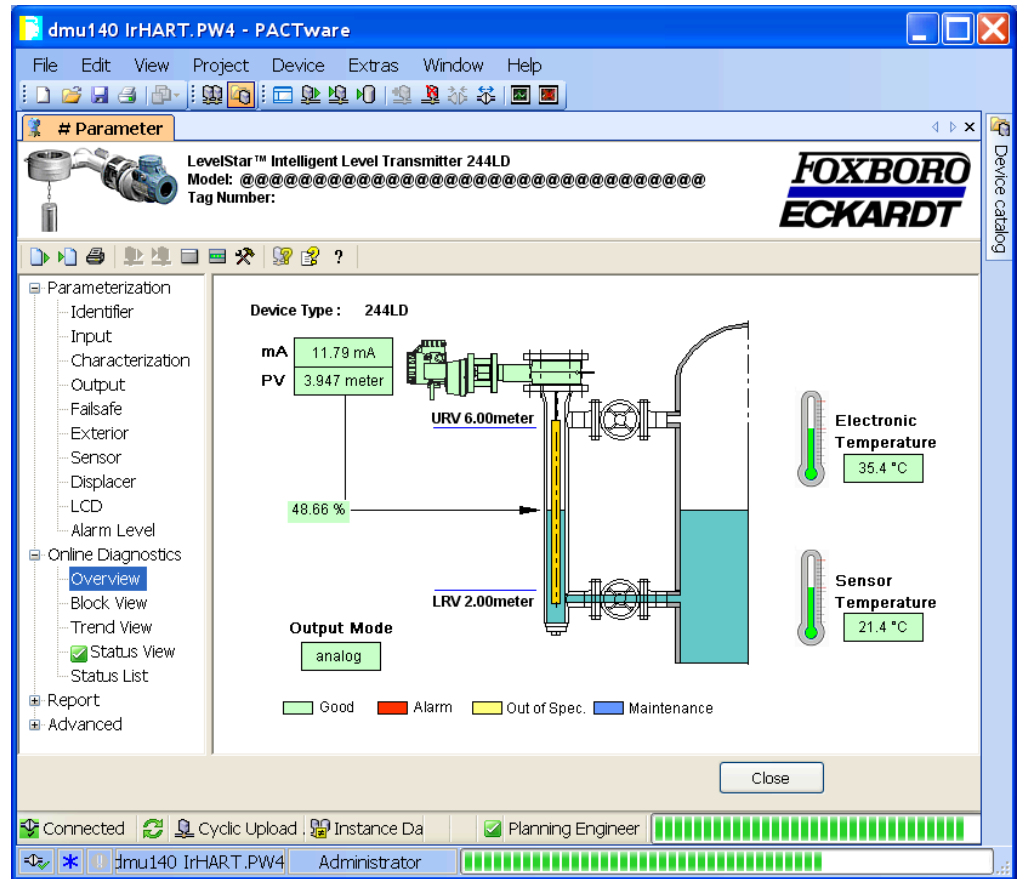 dmu140 IrHART.PW4 - PACTware
File Edit View Project Device Extras Window Help
# Parameter
Device catalog
LevelStar™ Intelligent Level Transmitter 244LD
Model: @@@@@@@@@@@@@@@@@@@@@@@@@@@@@@@@
Tag Number:
FOXBORO
ECKARDT
?
Parameterization
Identifier
Input
Characterization
Output
Failsafe
Exterior
Sensor
Displacer
LCD
Alarm Level
Online Diagnostics
Overview
Block View
Trend View
Status View
Status List
Report
Advanced
Device Type : 244LD
mA 11.79 mA
PV 3.947 meter
URV 6.00meter
48.66 %
LRV 2.00meter
Output Mode
analog
Electronic
Temperature
35.4 °C
Sensor
Temperature
21.4 °C
Good Alarm Out of Spec. Maintenance
Close
Connected Cyclic Upload . Instance Da Planning Engineer
dmu140 IrHART.PW4 Administrator